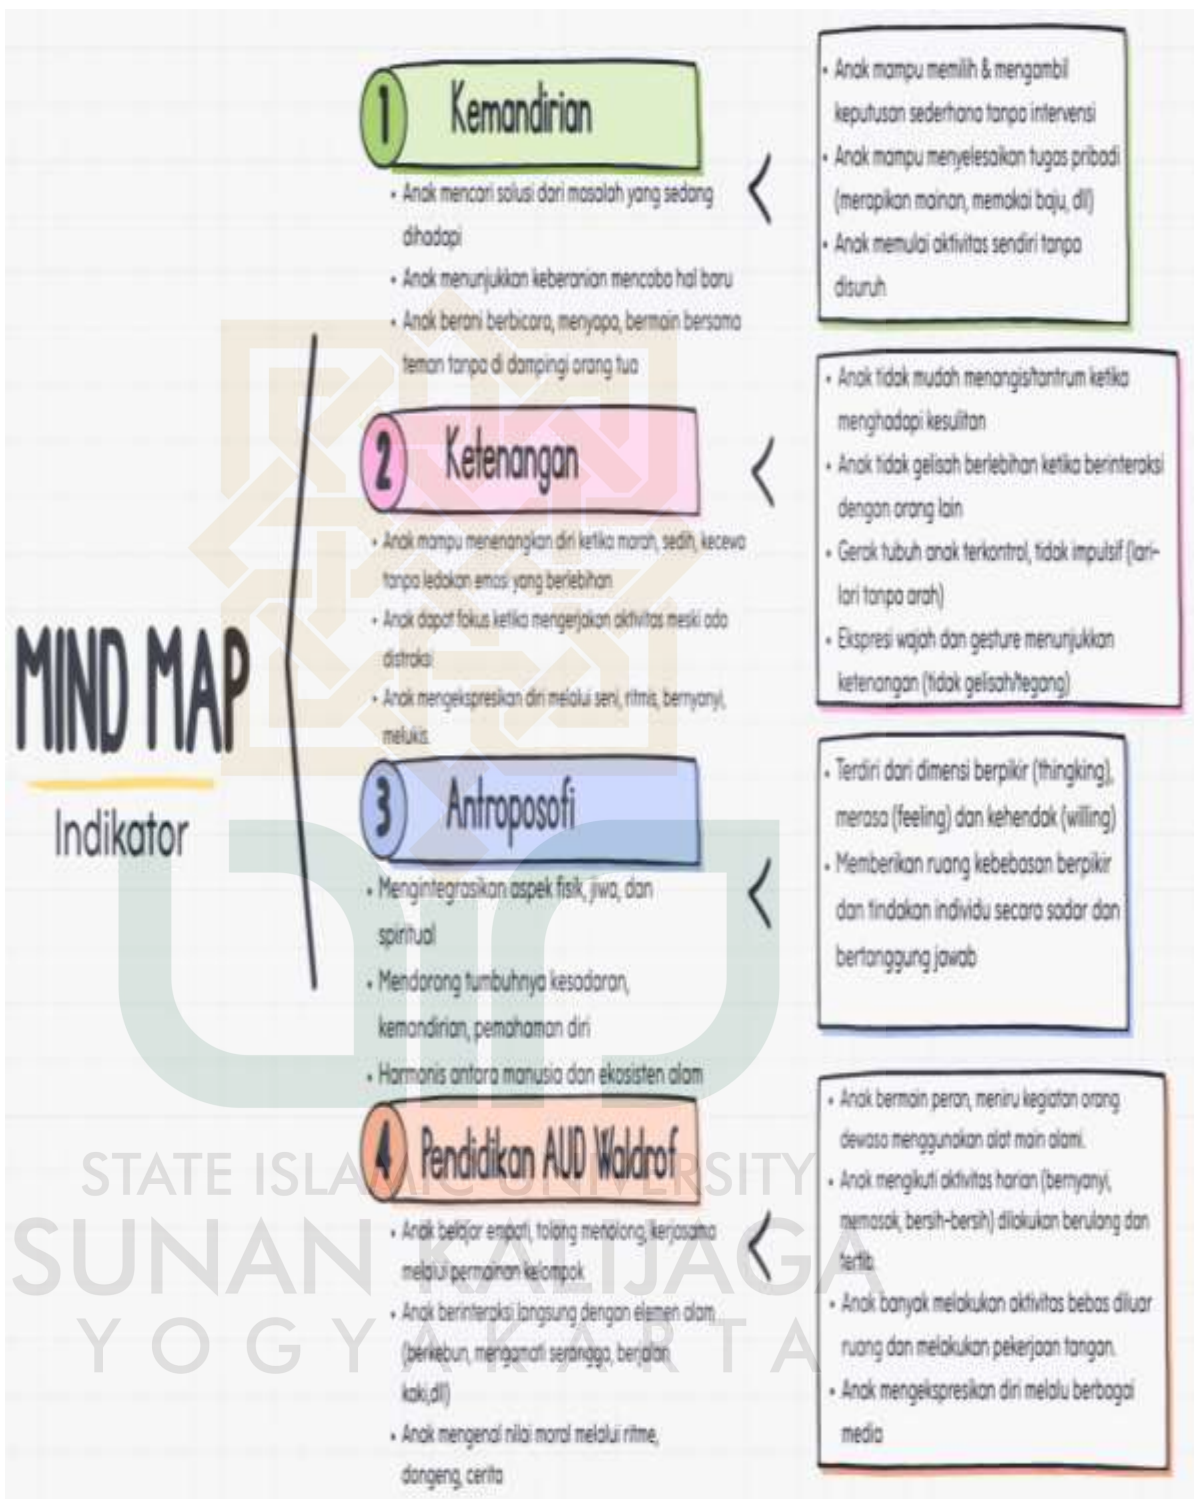 MIND MAP
Indikator
1 Kemandirian
• Anak mencari solusi dari masalah yang sedang
dihadapi
• Anak menunjukkan keberanian mencoba hal baru
• Anak berani berbicara, menyapa, bermain bersama
teman tanpa di dampingi orang tua
• Anak mampu memilih & mengambil
keputusan sederhana tanpa intervensi
• Anak mampu menyelesaikan tugas pribadi
(merapikan mainan, memakai baju, dll)
• Anak memulai aktivitas sendiri tanpa
disuruh
2 Ketenangan
• Anak mampu menenangkan diri ketika marah, sedih, kecewa
tanpa ledakan emosi yang berlebihan
• Anak dapat fokus ketika mengerjakan aktivitas meski ada
distraksi
• Anak mengekspresikan diri melalui seni, ritmis, bernyanyi,
melukis.
• Anak tidak mudah menangis/tantrum ketika
menghadapi kesulitan
• Anak tidak gelisah berlebihan ketika berinteraksi
dengan orang lain
• Gerak tubuh anak terkontrol, tidak impulsif (lari-
lari tanpa arah)
• Ekspresi wajah dan gesture menunjukkan
ketenangan (tidak gelisah/tegang)
3 Antroposofi
• Mengintegrasikan aspek fisik, jiwa, dan
spiritual
• Mendorong tumbuhnya kesadaran,
kemandirian, pemahaman diri
• Harmonis antara manusia dan ekosisten alam
• Terdiri dari dimensi berpikir (thingking),
merasa (feeling) dan kehendak (willing)
• Memberikan ruang kebebasan berpikir
dan tindakan individu secara sadar dan
bertanggung jawab
4 Pendidikan AUD Waldrof
• Anak belajar empati, tolong menolong, kerjasama
melalui permainan kelompok
• Anak berinteraksi langsung dengan elemen alam
(berkebun, mengamati serangga, berjalan
kaki,dll)
• Anak mengenal nilai moral melalui ritme,
dongeng, cerita
• Anak bermain peran, meniru kegiatan orang
dewasa menggunakan alat main alami.
• Anak mengikuti aktivitas harian (bernyanyi,
memasak, bersih-bersih) dilakukan berulang dan
tertib.
• Anak banyak melakukan aktivitas bebas diluar
ruang dan melakukan pekerjaan tangan.
• Anak mengekspresikan diri melalu berbagai
media
STATE ISLAMIC UNIVERSITY
SUNAN KALIJAGA
YOGYAKARTA